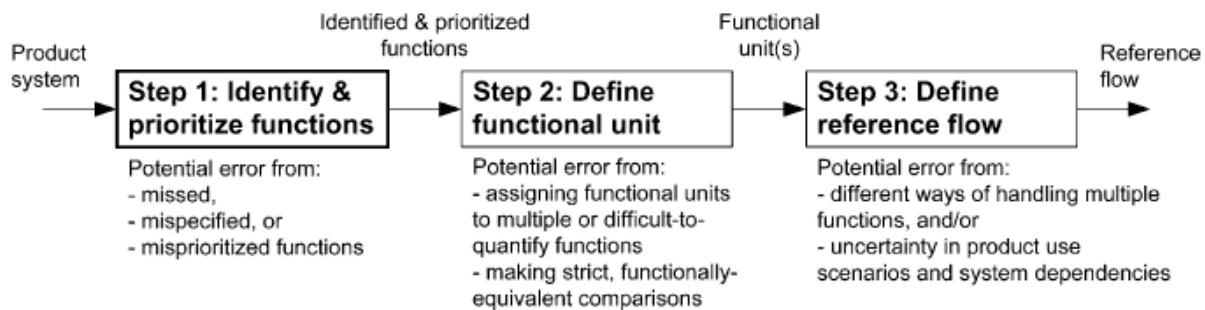 Product
system
Step 1: Identify &
prioritize functions
Potential error from:
- missed,
- mispecified, or
- misprioritized functions
Identified & prioritized
functions
Step 2: Define
functional unit
Potential error from:
- assigning functional units
to multiple or difficult-to-
quantify functions
- making strict, functionally-
equivalent comparisons
Functional
unit(s)
Step 3: Define
reference flow
Potential error from:
- different ways of handling multiple
functions, and/or
- uncertainty in product use
scenarios and system dependencies
Reference
flow